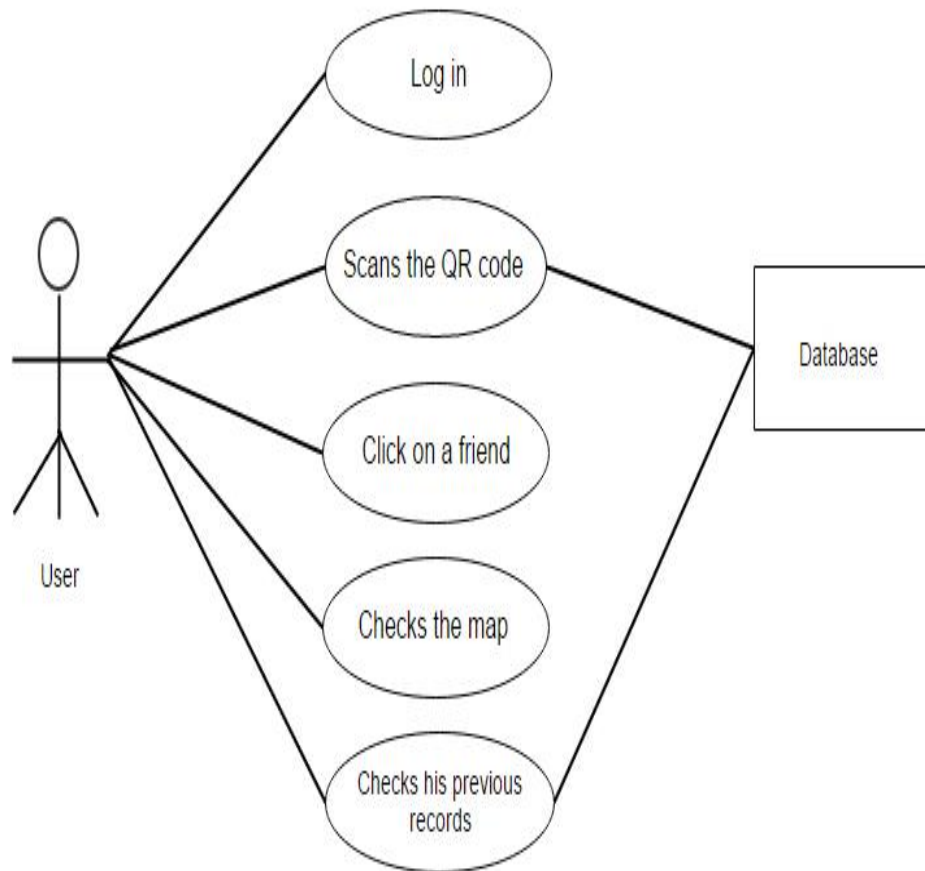 Log in
Scans the QR code
Database
Click on a friend
User
Checks the map
Checks his previous
records